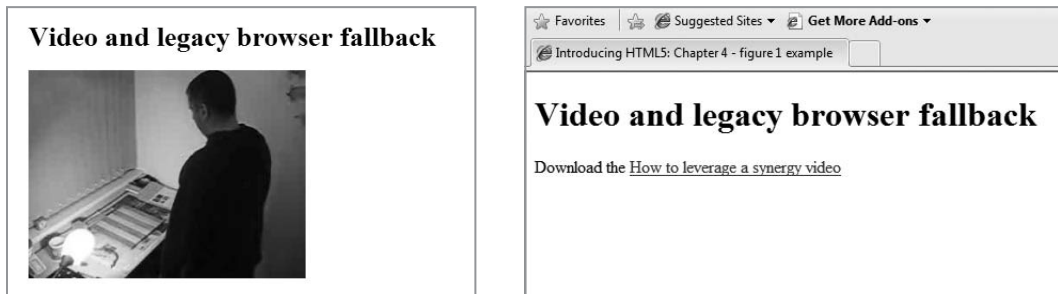 Video and legacy browser fallback
Favorites Suggested Sites ▾ Get More Add-ons ▾
Introducing HTML5: Chapter 4 - figure 1 example
Video and legacy browser fallback
Download the How to leverage a synergy video